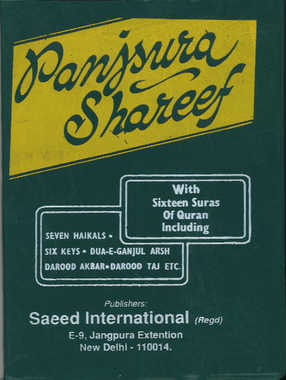 Panjsura
Shareef
With
Sixteen Suras
Of Quran
Including
SEVEN HAIKALS •
SIX KEYS • DUA-E-GANJUL ARSH
DAROOD AKBAR • DAROOD TAJ ETC.
Publishers:
Saeed International (Regd)
E-9, Jangpura Extention
New Delhi - 110014.